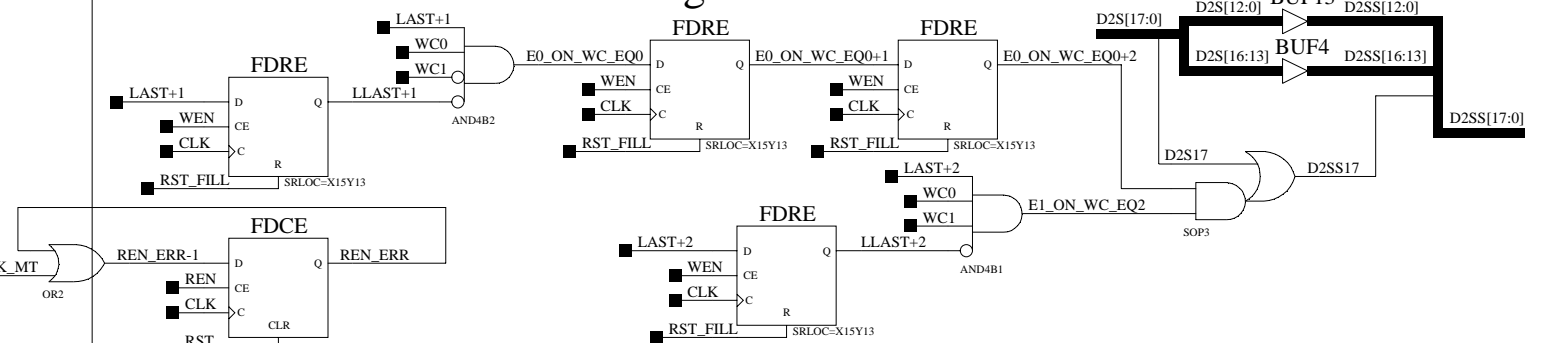 LAST+1
WC0
WC1
AND4B2
FDRE
LAST+1
D
Q
LLAST+1
WEN
CE
CLK
C
R
RST_FILL
SRLOC=X15Y13
FDRE
E0_ON_WC_EQ0
D
Q
E0_ON_WC_EQ0+1
WEN
CE
CLK
C
R
RST_FILL
SRLOC=X15Y13
FDRE
D
Q
E0_ON_WC_EQ0+2
WEN
CE
CLK
C
R
RST_FILL
SRLOC=X15Y13
D2S[17:0]
D2S[12:0]
D2SS[12:0]
BUF4
D2S[16:13]
D2SS[16:13]
D2SS[17:0]
D2S17
D2SS17
SOP3
LAST+2
WC0
WC1
E1_ON_WC_EQ2
AND4B1
FDRE
LAST+2
D
Q
LLAST+2
WEN
CE
CLK
C
R
RST_FILL
SRLOC=X15Y13
K_MT
OR2
FDCE
REN_ERR-1
D
Q
REN_ERR
REN
CE
CLK
C
CLR
RST